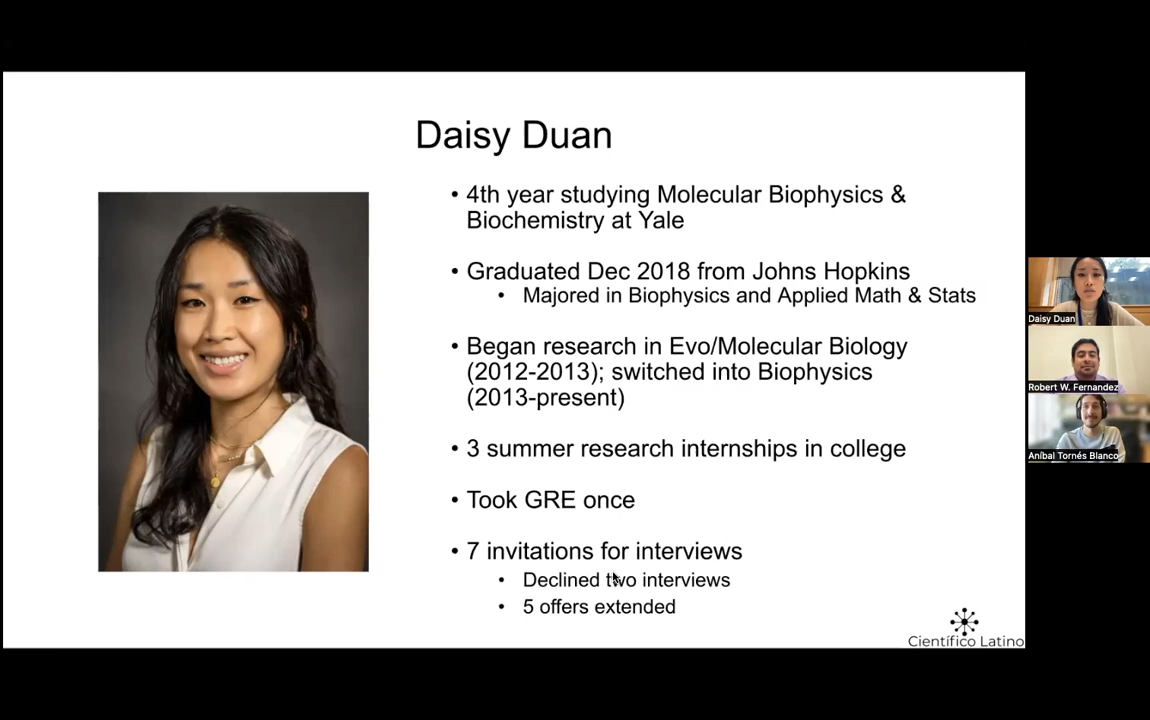 Daisy Duan
• 4th year studying Molecular Biophysics &
Biochemistry at Yale
• Graduated Dec 2018 from Johns Hopkins
• Majored in Biophysics and Applied Math & Stats
• Began research in Evo/Molecular Biology
(2012-2013); switched into Biophysics
(2013-present)
• 3 summer research internships in college
• Took GRE once
• 7 invitations for interviews
• Declined two interviews
• 5 offers extended
Científico Latino
Daisy Duan
Robert W. Fernandez
Aníbal Tornés Blanco